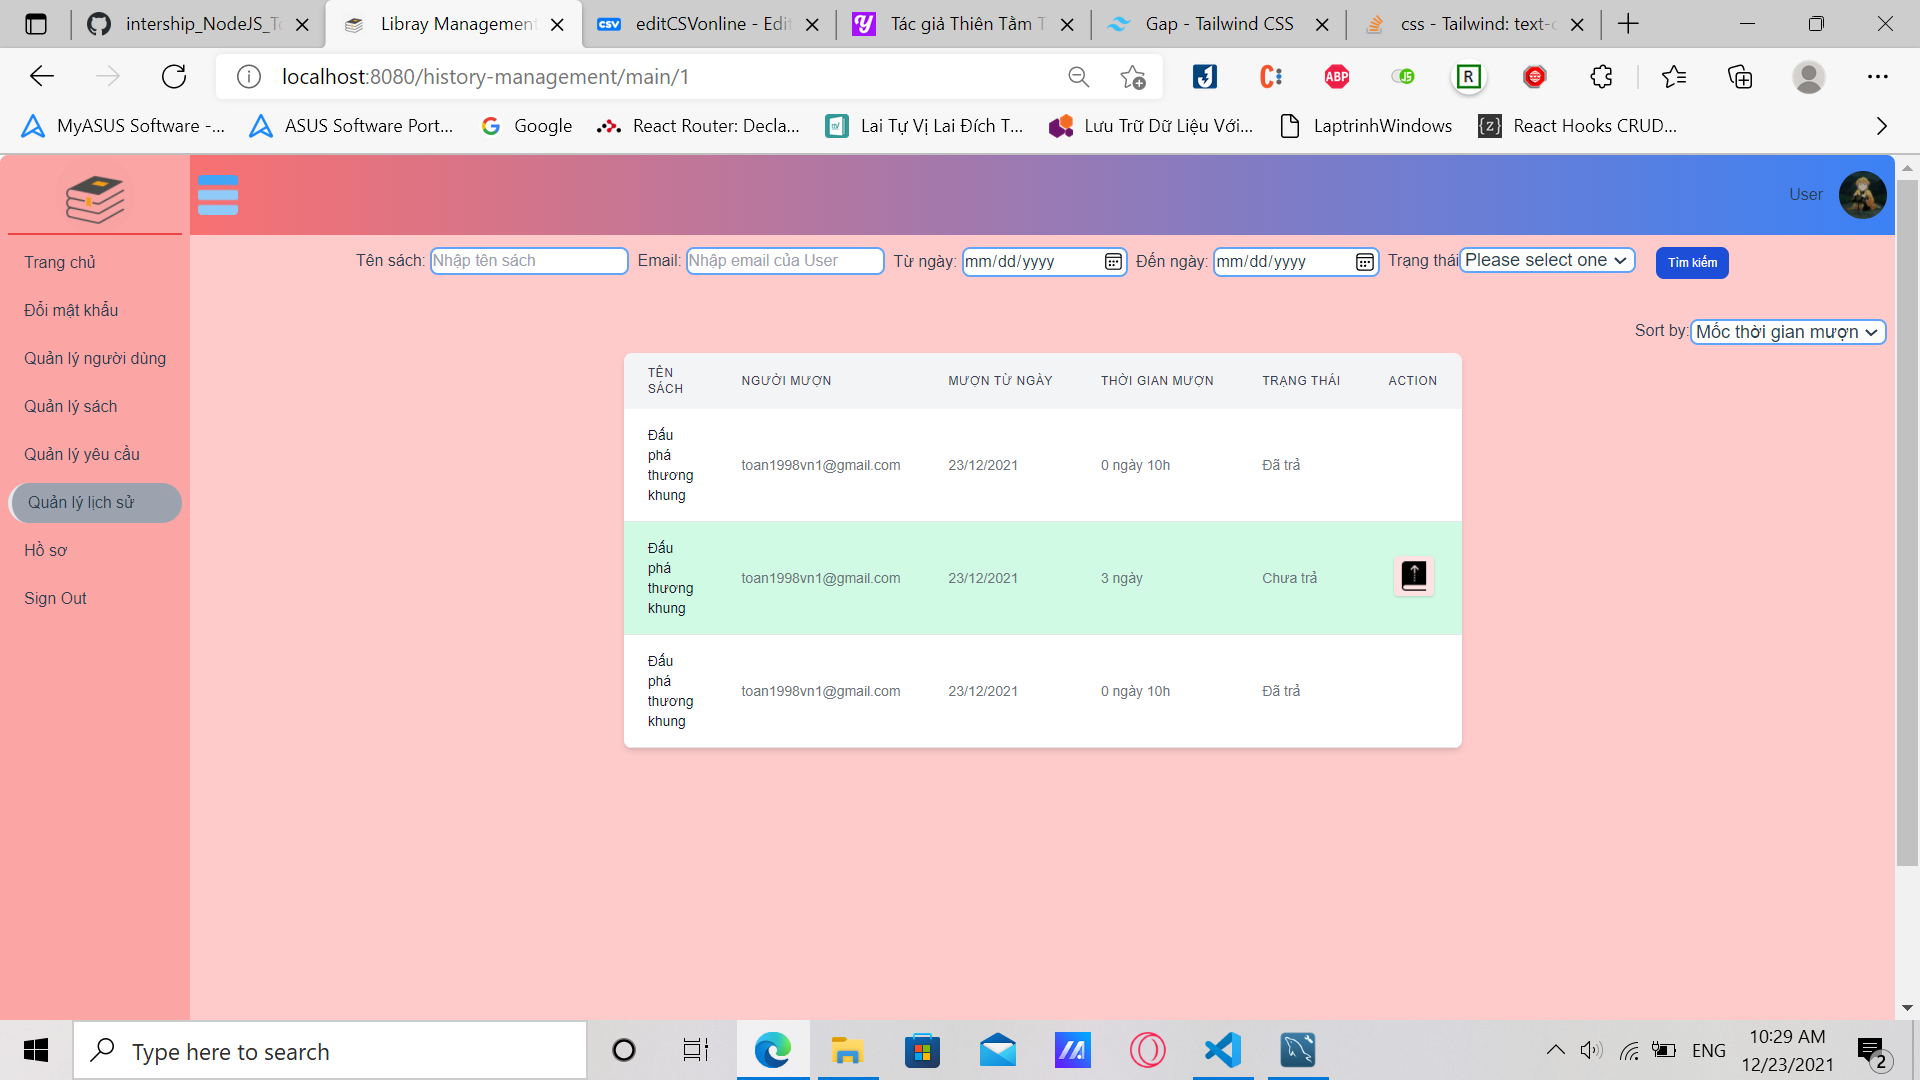 intership_NodeJS_To
Libray Management
editCSVonline - Edit
Tác giả Thiên Tằm T
Gap - Tailwind CSS
css - Tailwind: text-c
localhost:8080/history-management/main/1
MyASUS Software -...
ASUS Software Port...
Google
React Router: Decla...
Lai Tự Vị Lai Đích T...
Lưu Trữ Dữ Liệu Với...
LaptrinhWindows
React Hooks CRUD...
User
Trang chủ
Đổi mật khẩu
Quản lý người dùng
Quản lý sách
Quản lý yêu cầu
Quản lý lịch sử
Hồ sơ
Sign Out
Tên sách: Nhập tên sách Email: Nhập email của User Từ ngày: mm/dd/yyyy Đến ngày: mm/dd/yyyy Trạng thái Please select one Tìm kiếm
Sort by: Mốc thời gian mượn
TÊN SÁCH NGƯỜI MƯỢN MƯỢN TỪ NGÀY THỜI GIAN MƯỢN TRẠNG THÁI ACTION
Đấu phá thương khung toan1998vn1@gmail.com 23/12/2021 0 ngày 10h Đã trả
Đấu phá thương khung toan1998vn1@gmail.com 23/12/2021 3 ngày Chưa trả
Đấu phá thương khung toan1998vn1@gmail.com 23/12/2021 0 ngày 10h Đã trả
Type here to search
ENG
10:29 AM
12/23/2021
2